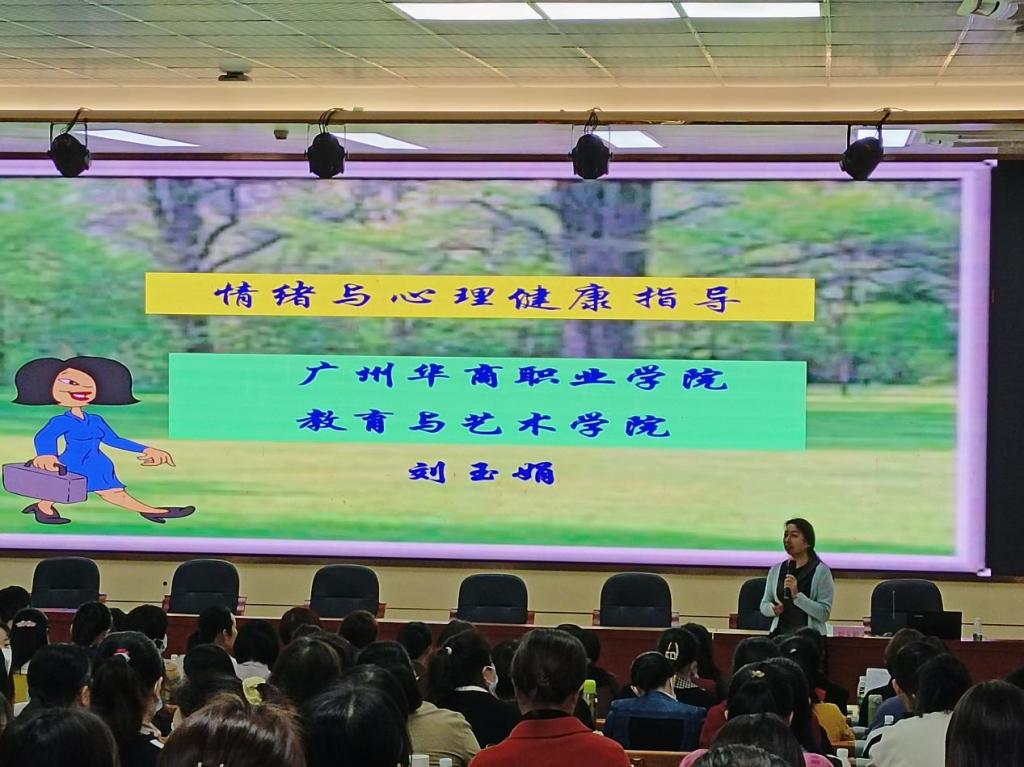 情绪与心理健康指导
广州华商职业学院
教育与艺术学院
刘玉娟